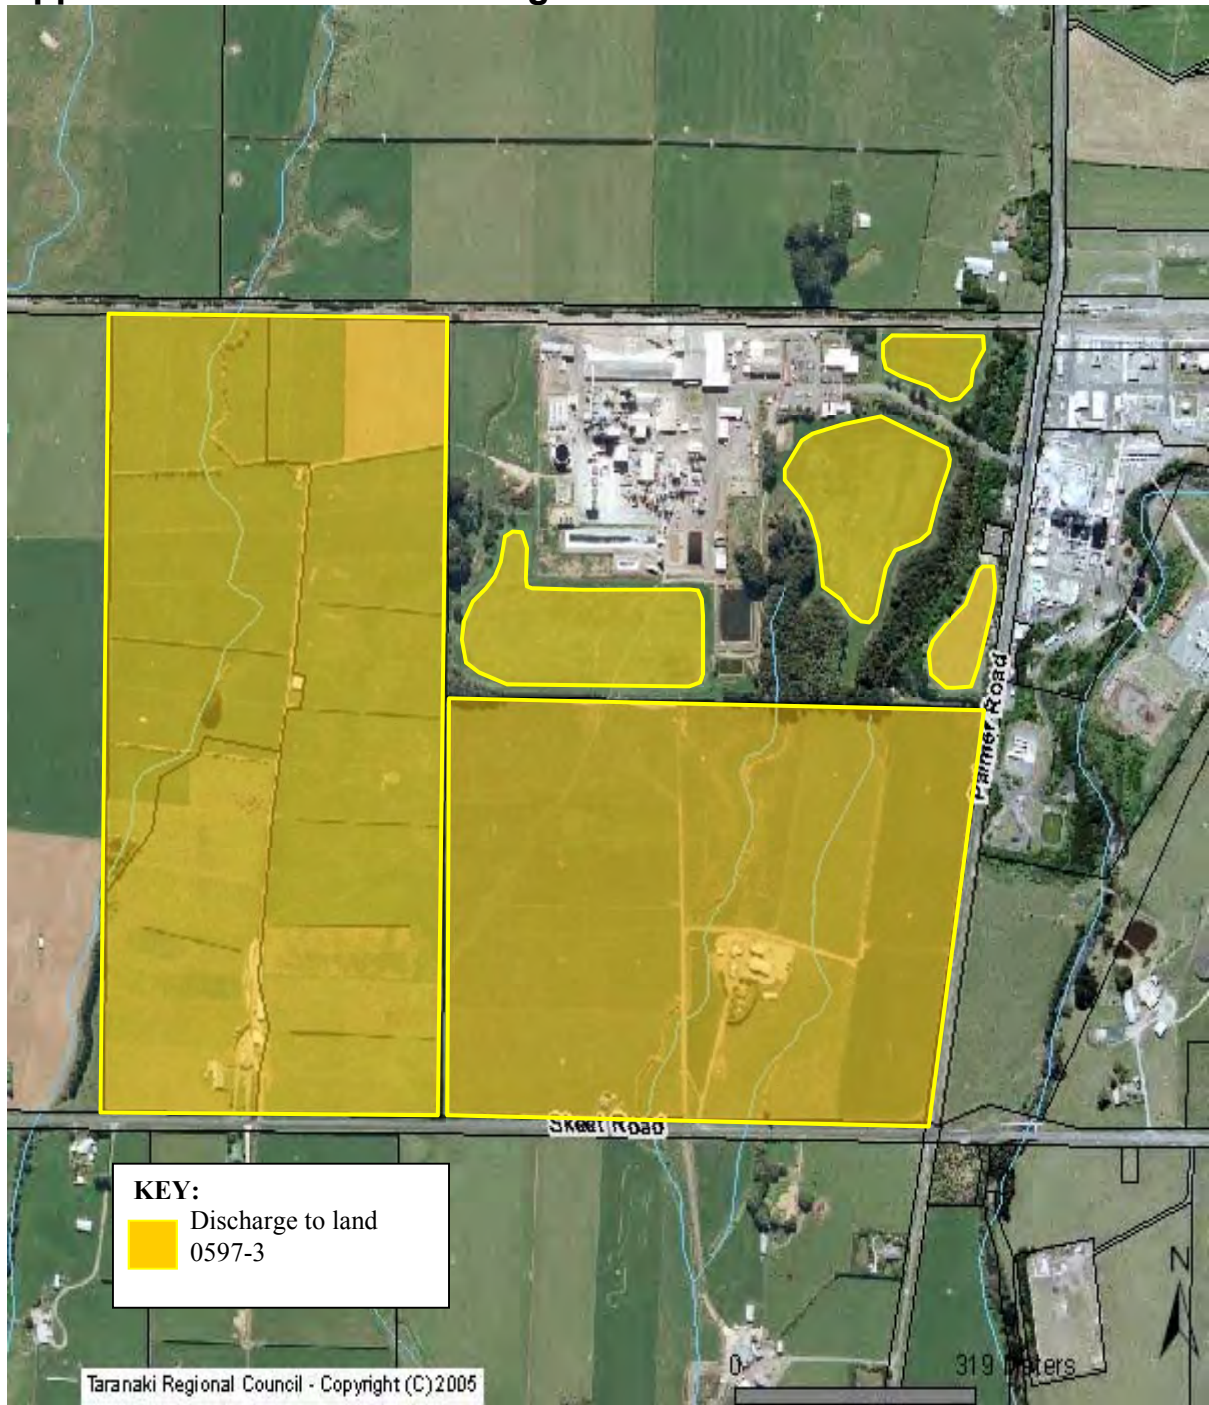 Palmer Road
Skeet Road
KEY:
Discharge to land
0597-3
N
0 319 Meters
Taranaki Regional Council - Copyright (C) 2005